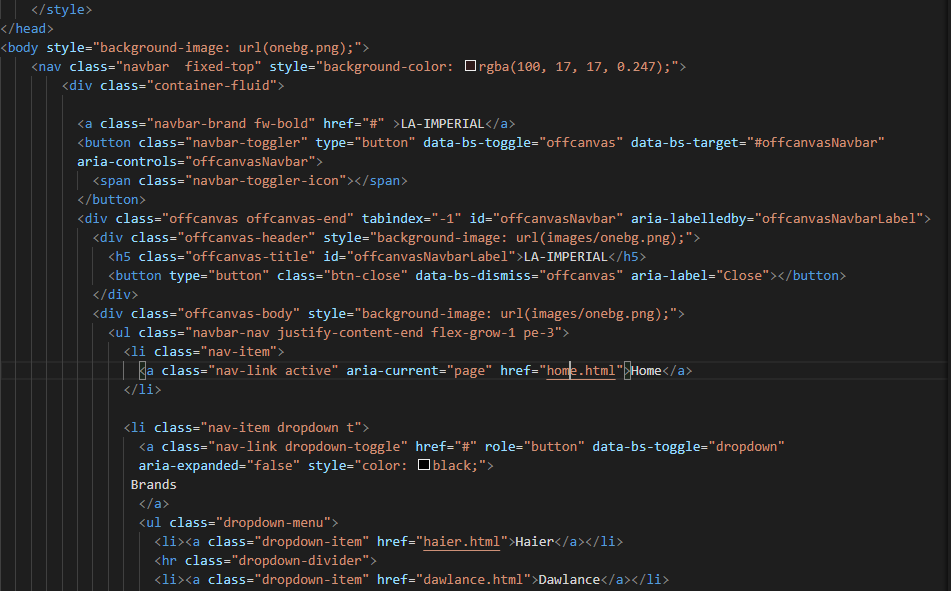 </style>
</head>
<body style="background-image: url(onebg.png);">
<nav class="navbar  fixed-top" style="background-color: rgba(100, 17, 17, 0.247);">
<div class="container-fluid">
<a class="navbar-brand fw-bold" href="#" >LA-IMPERIAL</a>
<button class="navbar-toggler" type="button" data-bs-toggle="offcanvas" data-bs-target="#offcanvasNavbar"
aria-controls="offcanvasNavbar">
<span class="navbar-toggler-icon"></span>
</button>
<div class="offcanvas offcanvas-end" tabindex="-1" id="offcanvasNavbar" aria-labelledby="offcanvasNavbarLabel">
<div class="offcanvas-header" style="background-image: url(images/onebg.png);">
<h5 class="offcanvas-title" id="offcanvasNavbarLabel">LA-IMPERIAL</h5>
<button type="button" class="btn-close" data-bs-dismiss="offcanvas" aria-label="Close"></button>
</div>
<div class="offcanvas-body" style="background-image: url(images/onebg.png);">
<ul class="navbar-nav justify-content-end flex-grow-1 pe-3">
<li class="nav-item">
<a class="nav-link active" aria-current="page" href="home.html">Home</a>
</li>
<li class="nav-item dropdown t">
<a class="nav-link dropdown-toggle" href="#" role="button" data-bs-toggle="dropdown"
aria-expanded="false" style="color: black;">
Brands
</a>
<ul class="dropdown-menu">
<li><a class="dropdown-item" href="haier.html">Haier</a></li>
<hr class="dropdown-divider">
<li><a class="dropdown-item" href="dawlance.html">Dawlance</a></li>